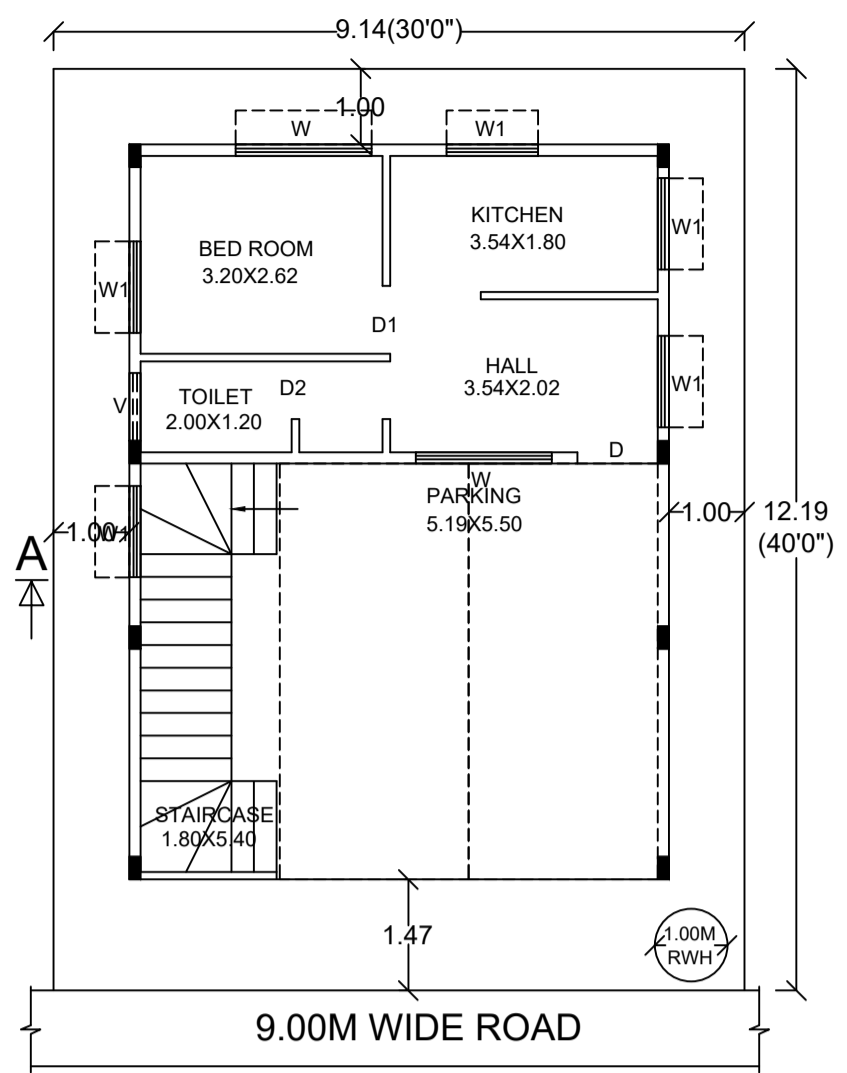 9.14(30'0")
1.00
W
W1
KITCHEN
3.54X1.80
W1
BED ROOM
3.20X2.62
W1
D1
HALL
3.54X2.02
W1
TOILET
2.00X1.20
D2
V
D
W
PARKING
5.19X5.50
1.00
W1
1.00
12.19
(40'0")
A
STAIRCASE
1.80X5.40
1.47
1.00M
RWH
9.00M WIDE ROAD